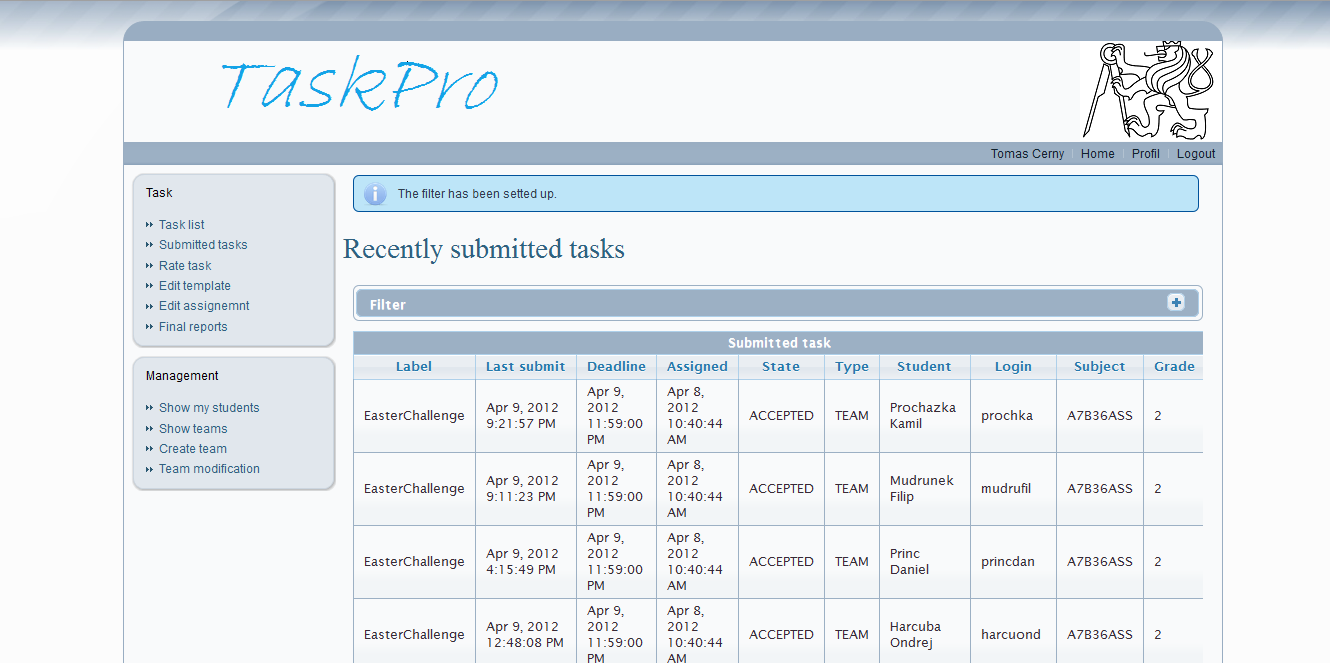 TaskPro
Tomas Cerny Home Profil Logout
Task
Task list
Submitted tasks
Rate task
Edit template
Edit assignemnt
Final reports
Management
Show my students
Show teams
Create team
Team modification
The filter has been setted up.
Recently submitted tasks
Filter
Submitted task
Label Last submit Deadline Assigned State Type Student Login Subject Grade
EasterChallenge Apr 9, 2012 9:21:57 PM Apr 9, 2012 11:59:00 PM Apr 8, 2012 10:40:44 AM ACCEPTED TEAM Prochazka Kamil prochka A7B36ASS 2
EasterChallenge Apr 9, 2012 9:11:23 PM Apr 9, 2012 11:59:00 PM Apr 8, 2012 10:40:44 AM ACCEPTED TEAM Mudrunek Filip mudrufil A7B36ASS 2
EasterChallenge Apr 9, 2012 4:15:49 PM Apr 9, 2012 11:59:00 PM Apr 8, 2012 10:40:44 AM ACCEPTED TEAM Princ Daniel princdan A7B36ASS 2
EasterChallenge Apr 9, 2012 12:48:08 PM Apr 9, 2012 11:59:00 PM Apr 8, 2012 10:40:44 AM ACCEPTED TEAM Harcuba Ondrej harcuond A7B36ASS 2